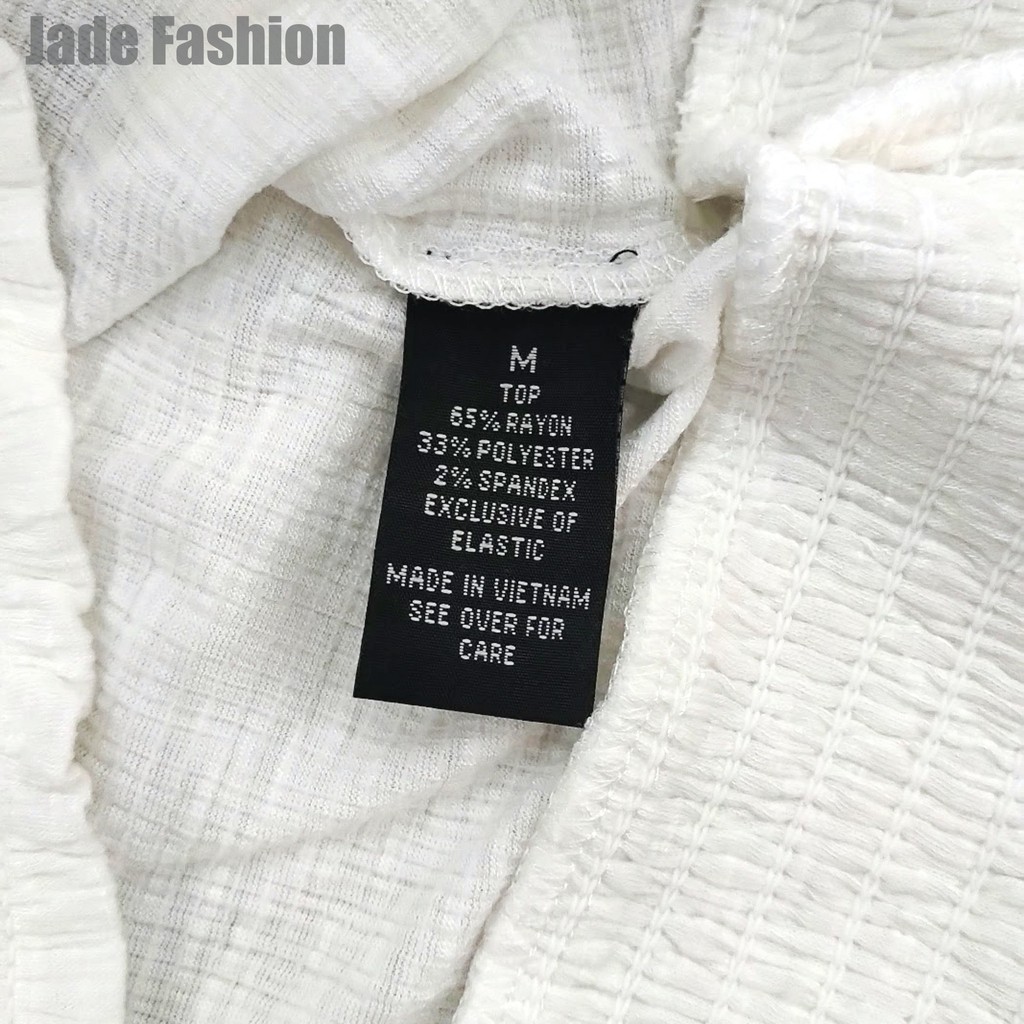 Jade Fashion
M
TOP
65% RAYON
33% POLYESTER
2% SPANDEX
EXCLUSIVE OF
ELASTIC
MADE IN VIETNAM
SEE OVER FOR
CARE